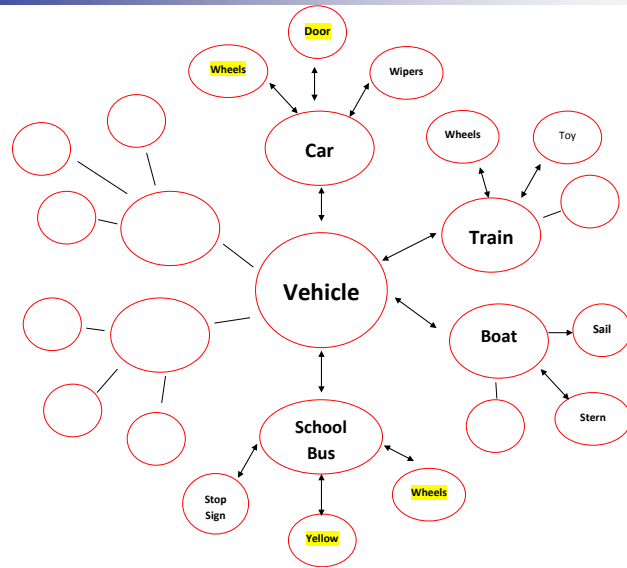 Door
Wheels
Wipers
Car
Wheels
Toy
Train
Vehicle
Boat
Sail
Stern
School
Bus
Stop
Sign
Wheels
Yellow